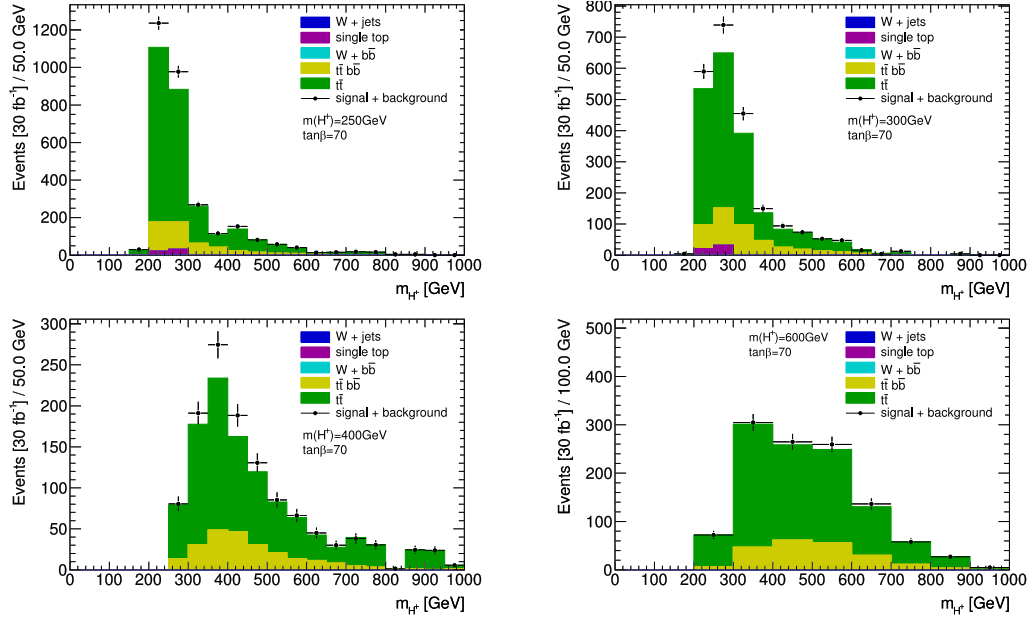 Events [30 fb⁻¹] / 50.0 GeV
1200
1000
800
600
400
200
0
W + jets
single top
W + bb̅
tt̅ bb̅
tt̅
signal + background
m(H⁺)=250GeV
tanβ=70
0 100 200 300 400 500 600 700 800 900 1000
m_H⁺ [GeV]
Events [30 fb⁻¹] / 50.0 GeV
800
700
600
500
400
300
200
100
0
W + jets
single top
W + bb̅
tt̅ bb̅
tt̅
signal + background
m(H⁺)=300GeV
tanβ=70
0 100 200 300 400 500 600 700 800 900 1000
m_H⁺ [GeV]
Events [30 fb⁻¹] / 50.0 GeV
300
250
200
150
100
50
0
W + jets
single top
W + bb̅
tt̅ bb̅
tt̅
signal + background
m(H⁺)=400GeV
tanβ=70
0 100 200 300 400 500 600 700 800 900 1000
m_H⁺ [GeV]
Events [30 fb⁻¹] / 100.0 GeV
500
400
300
200
100
0
m(H⁺)=600GeV
tanβ=70
W + jets
single top
W + bb̅
tt̅ bb̅
tt̅
signal + background
0 100 200 300 400 500 600 700 800 900 1000
m_H⁺ [GeV]